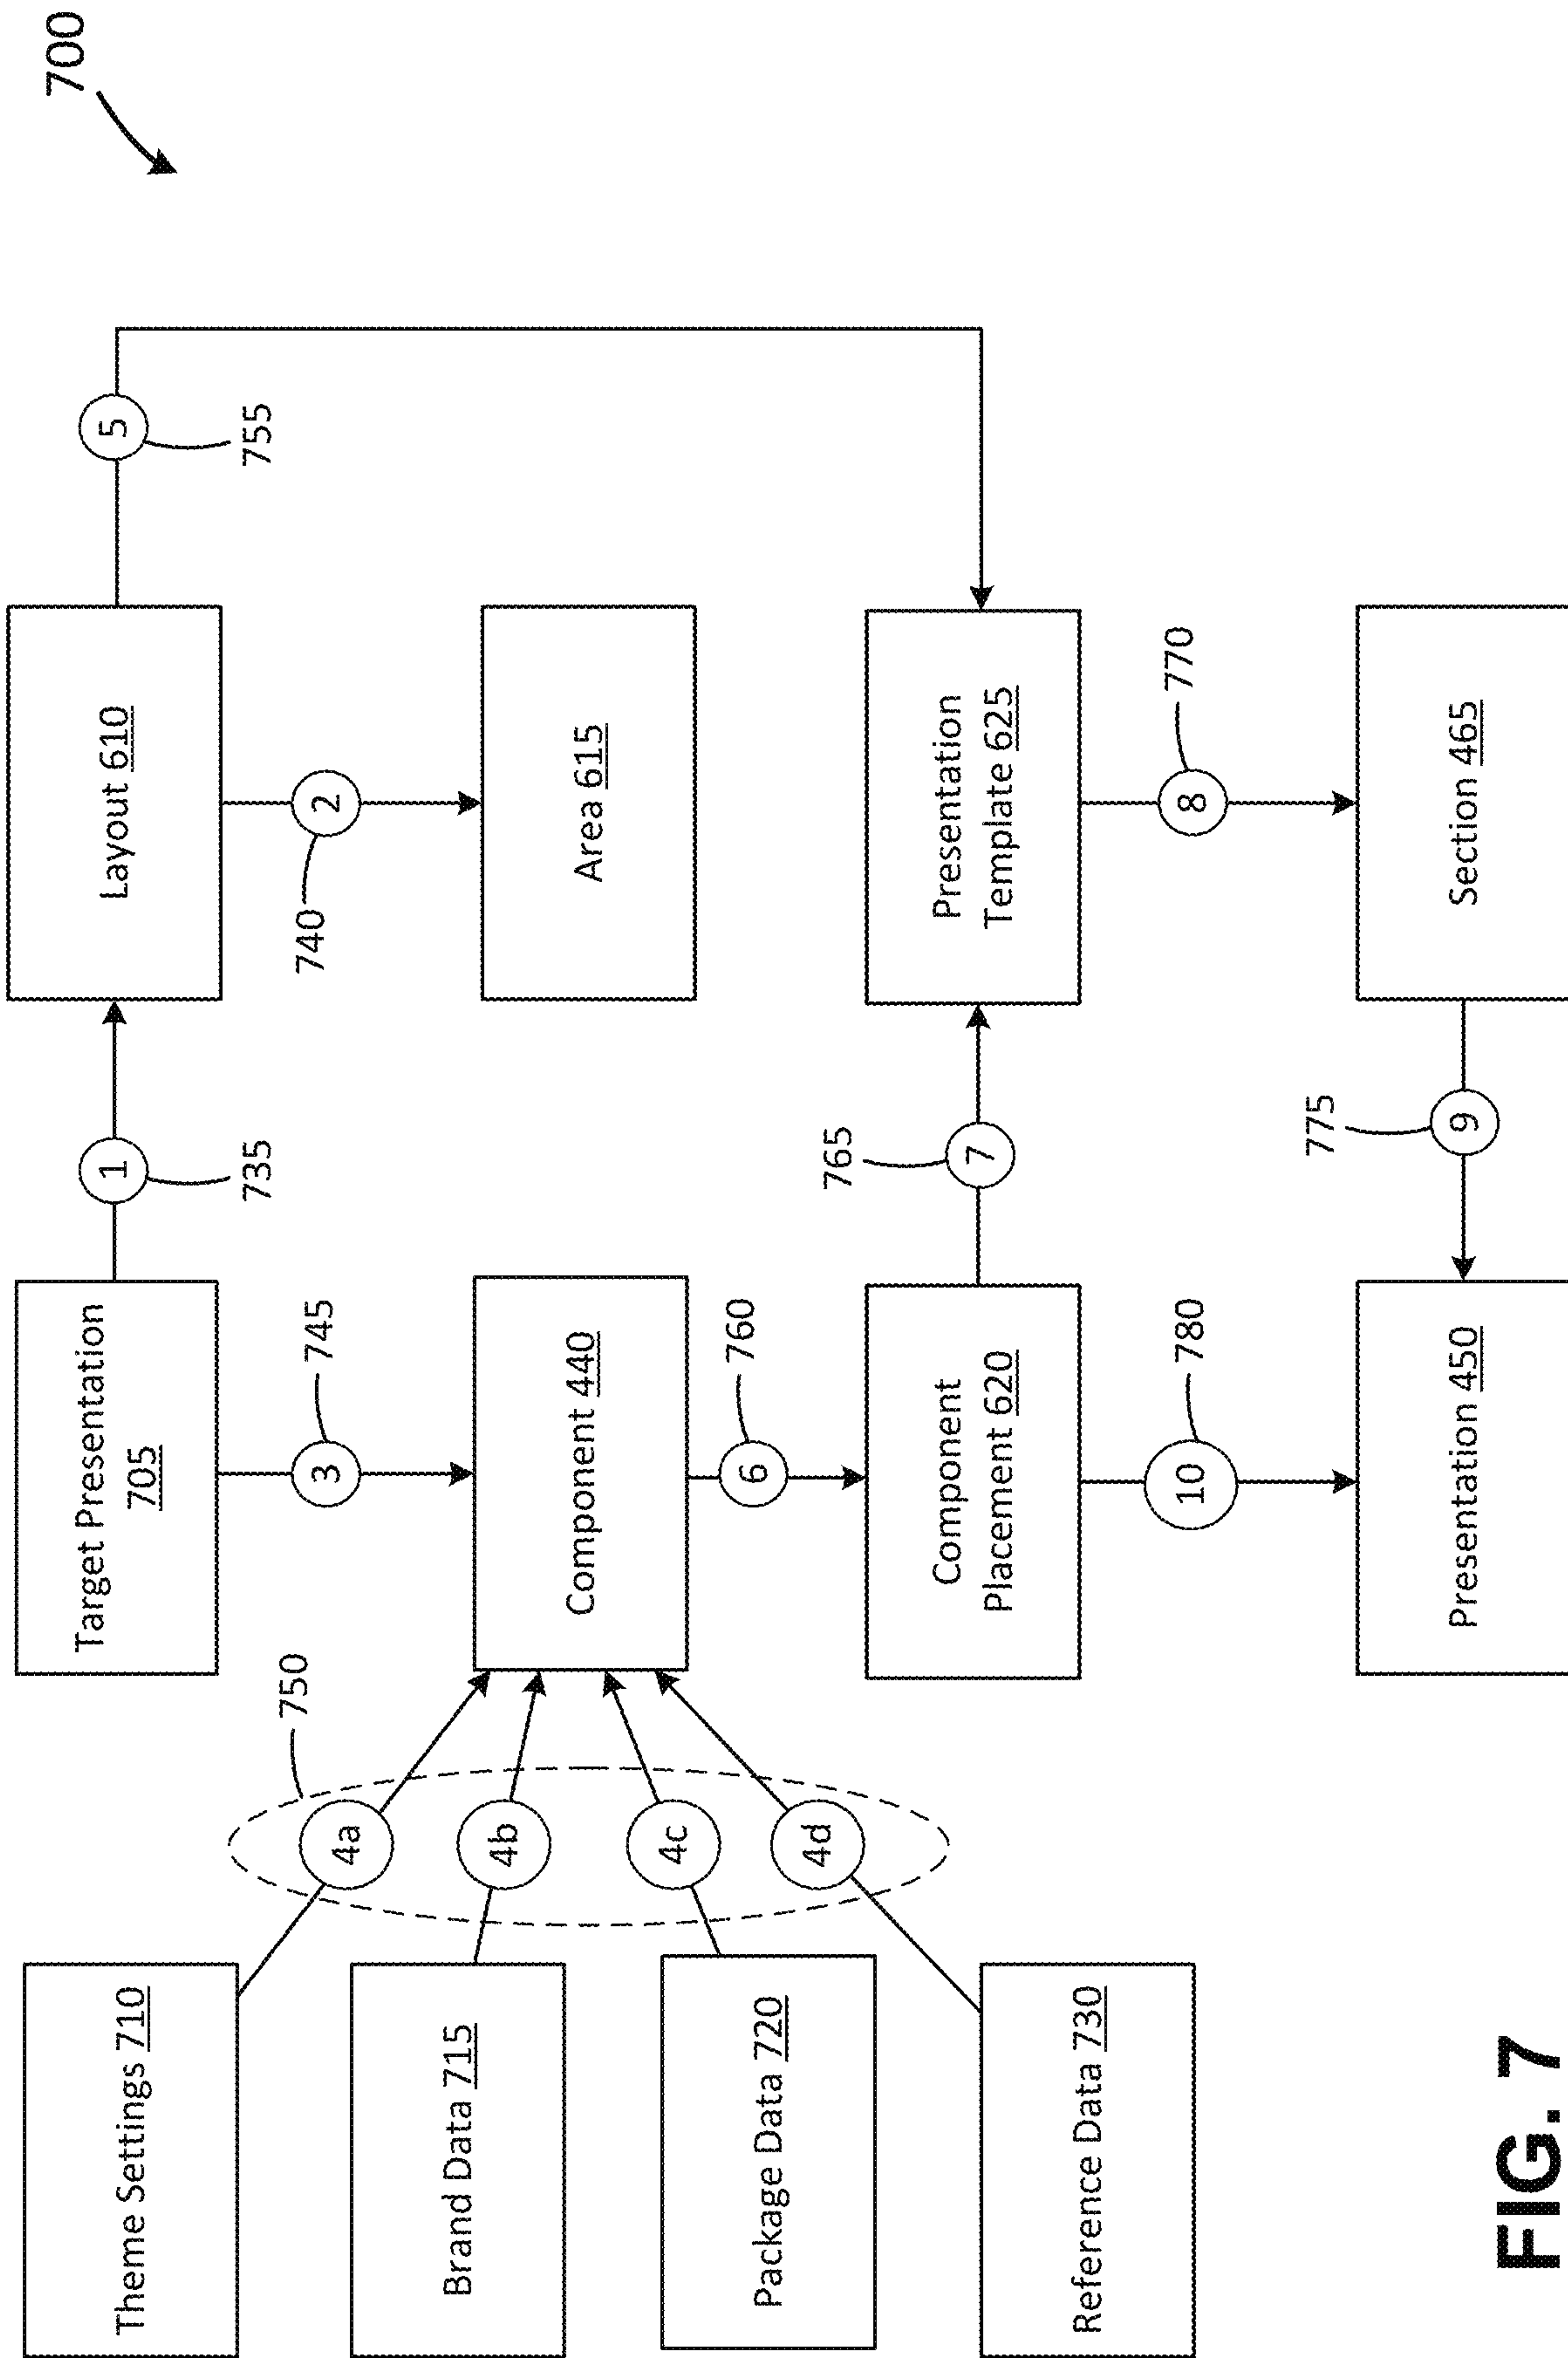 700
Theme Settings 710
Brand Data 715
Package Data 720
Reference Data 730
4a
4b
4c
4d
750
Target Presentation
705
1
735
Layout 610
5
755
3
745
2
740
Component 440
Area 615
6
760
Component
Placement 620
7
765
Presentation
Template 625
10
780
8
770
Presentation 450
9
775
Section 465
FIG. 7